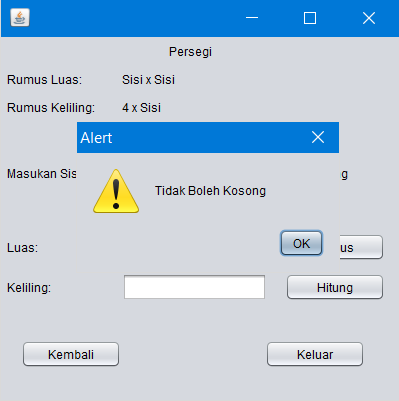 Persegi
Rumus Luas: Sisi x Sisi
Rumus Keliling: 4 x Sisi
Alert
Masukan Sis
Tidak Boleh Kosong
OK
Luas:
Keliling: Hitung
Kembali Keluar